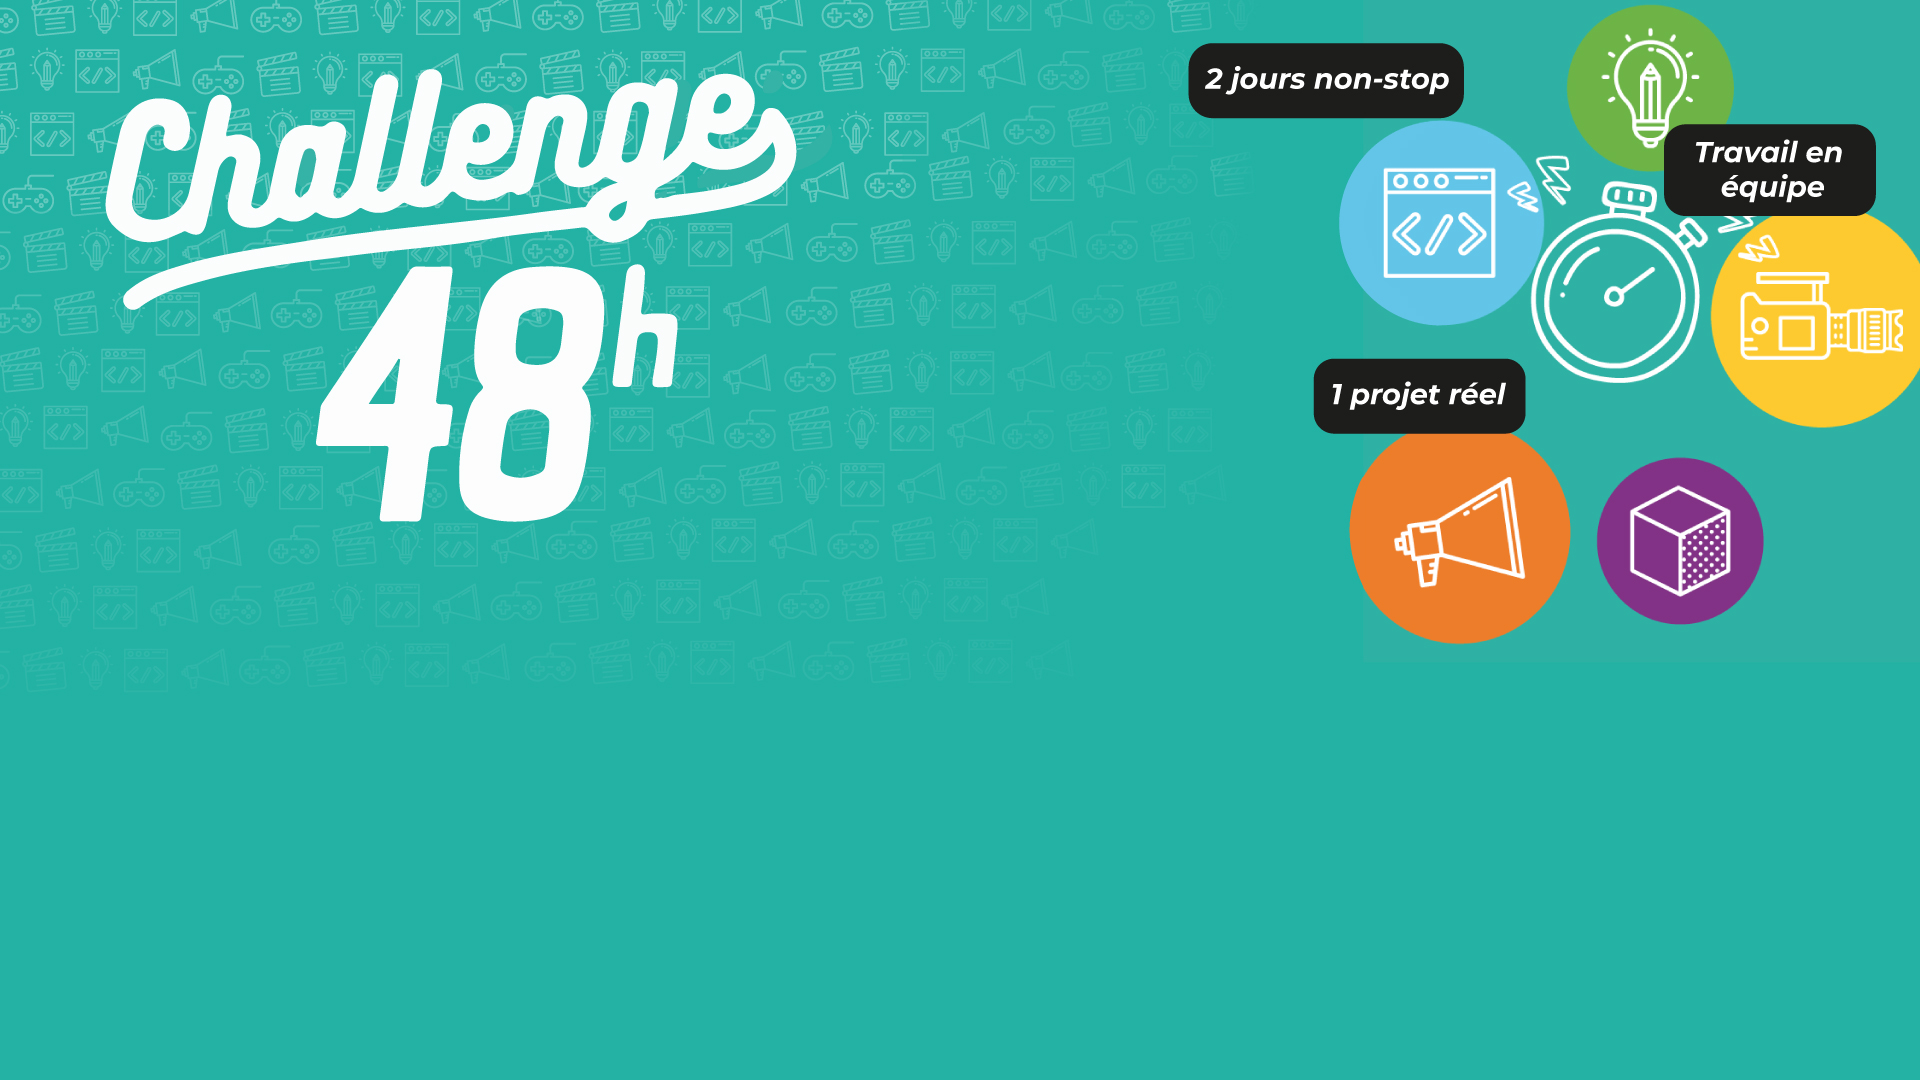 Challenge
48h
2 jours non-stop
Travail en
équipe
1 projet réel